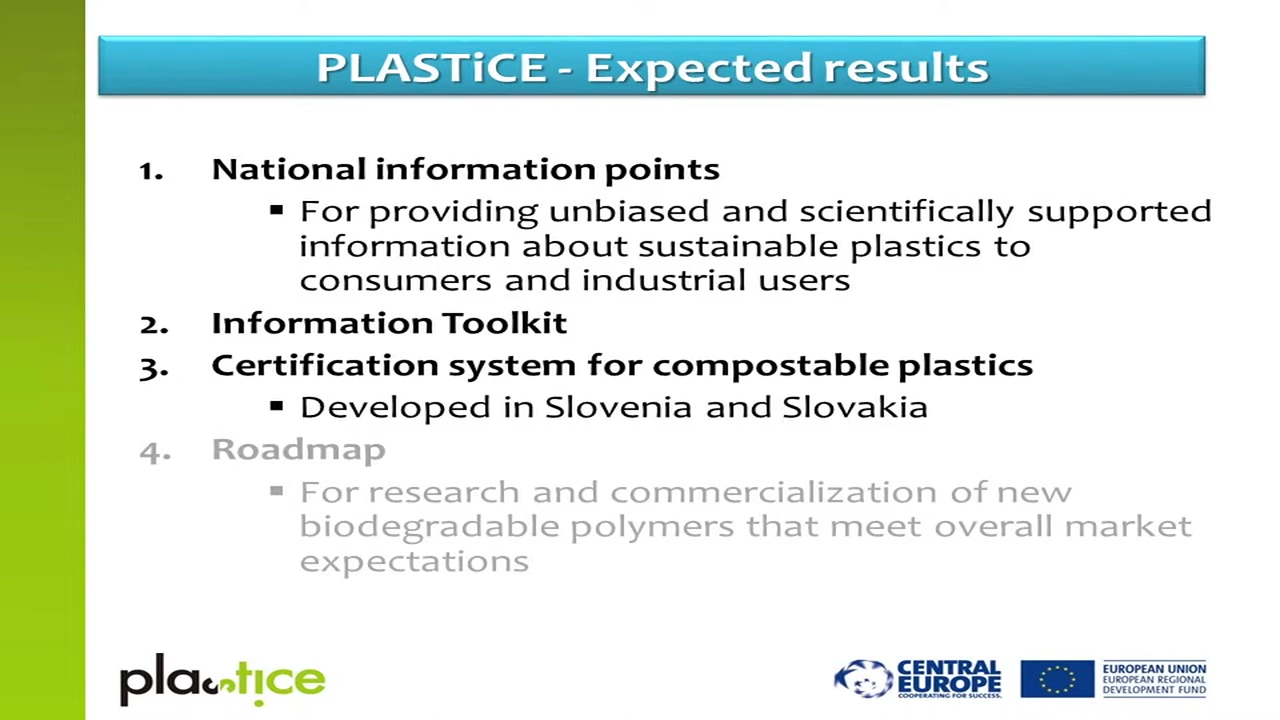 PLASTiCE - Expected results
1. National information points
▪ For providing unbiased and scientifically supported
information about sustainable plastics to
consumers and industrial users
2. Information Toolkit
3. Certification system for compostable plastics
▪ Developed in Slovenia and Slovakia
4. Roadmap
▪ For research and commercialization of new
biodegradable polymers that meet overall market
expectations
plastice
CENTRAL
EUROPE
COOPERATING FOR SUCCESS.
EUROPEAN UNION
EUROPEAN REGIONAL
DEVELOPMENT FUND